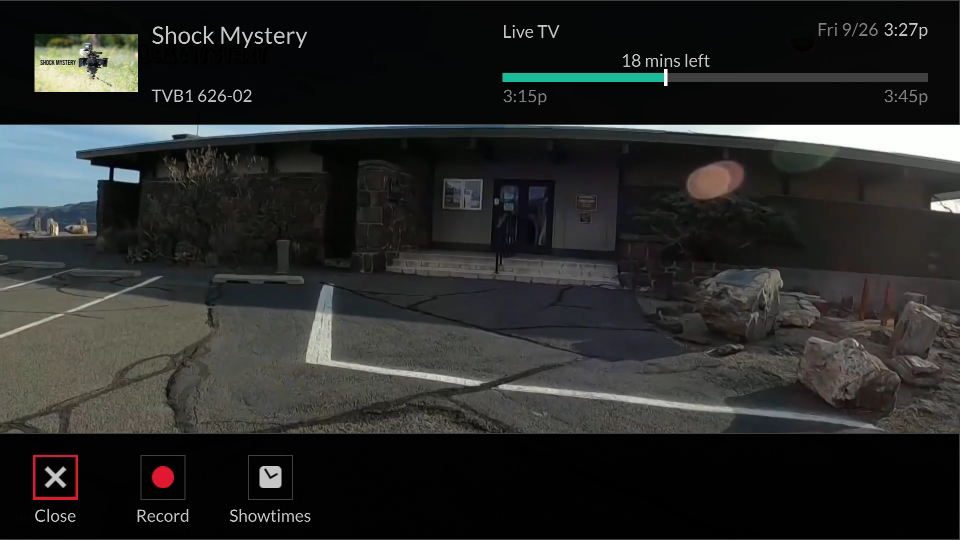 SHOCK MYSTERY
Shock Mystery
TVB1 626-02
Live TV
Fri 9/26 3:27p
18 mins left
3:15p
3:45p
Close
Record
Showtimes